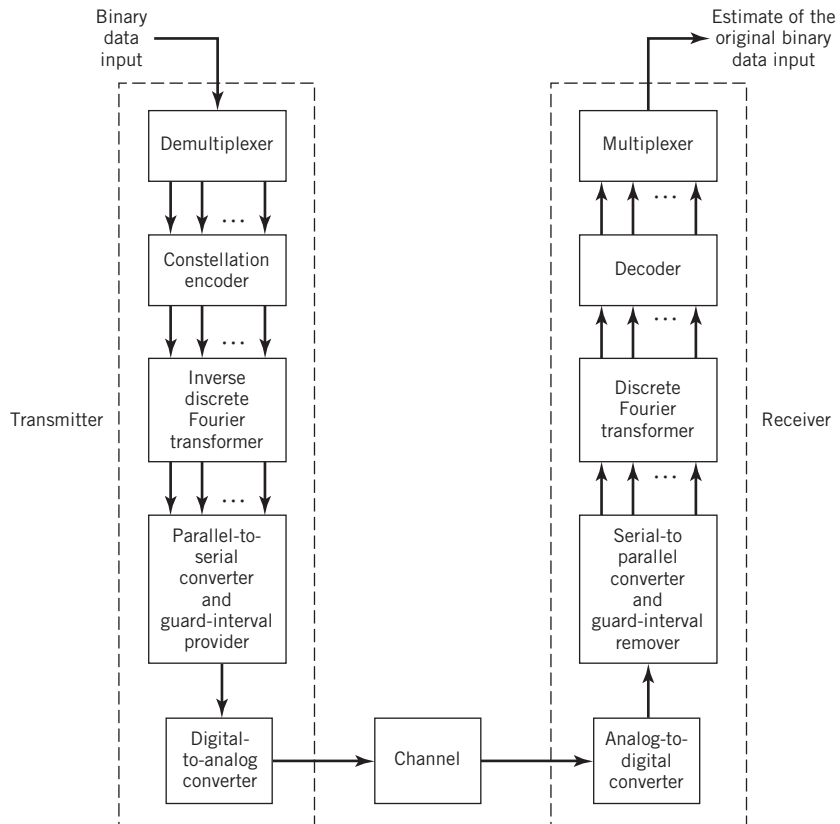 Binary
data
input
Estimate of the
original binary
data input
Demultiplexer
...
Constellation
encoder
...
Inverse
discrete
Fourier
transformer
...
Parallel-to-
serial
converter
and
guard-interval
provider
Digital-
to-analog
converter
Transmitter
Channel
Multiplexer
...
Decoder
...
Discrete
Fourier
transformer
...
Serial-to
parallel
converter
and
guard-interval
remover
Analog-to-
digital
converter
Receiver